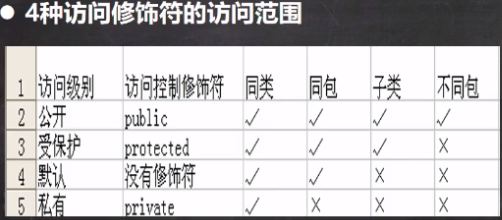 ● 4种访问修饰符的访问范围
1 访问级别 访问控制修饰符 同类 同包 子类 不同包
2 公开 public ✓ ✓ ✓ ✓
3 受保护 protected ✓ ✓ ✓ ×
4 默认 没有修饰符 ✓ ✓ × ×
5 私有 private ✓ × × ×